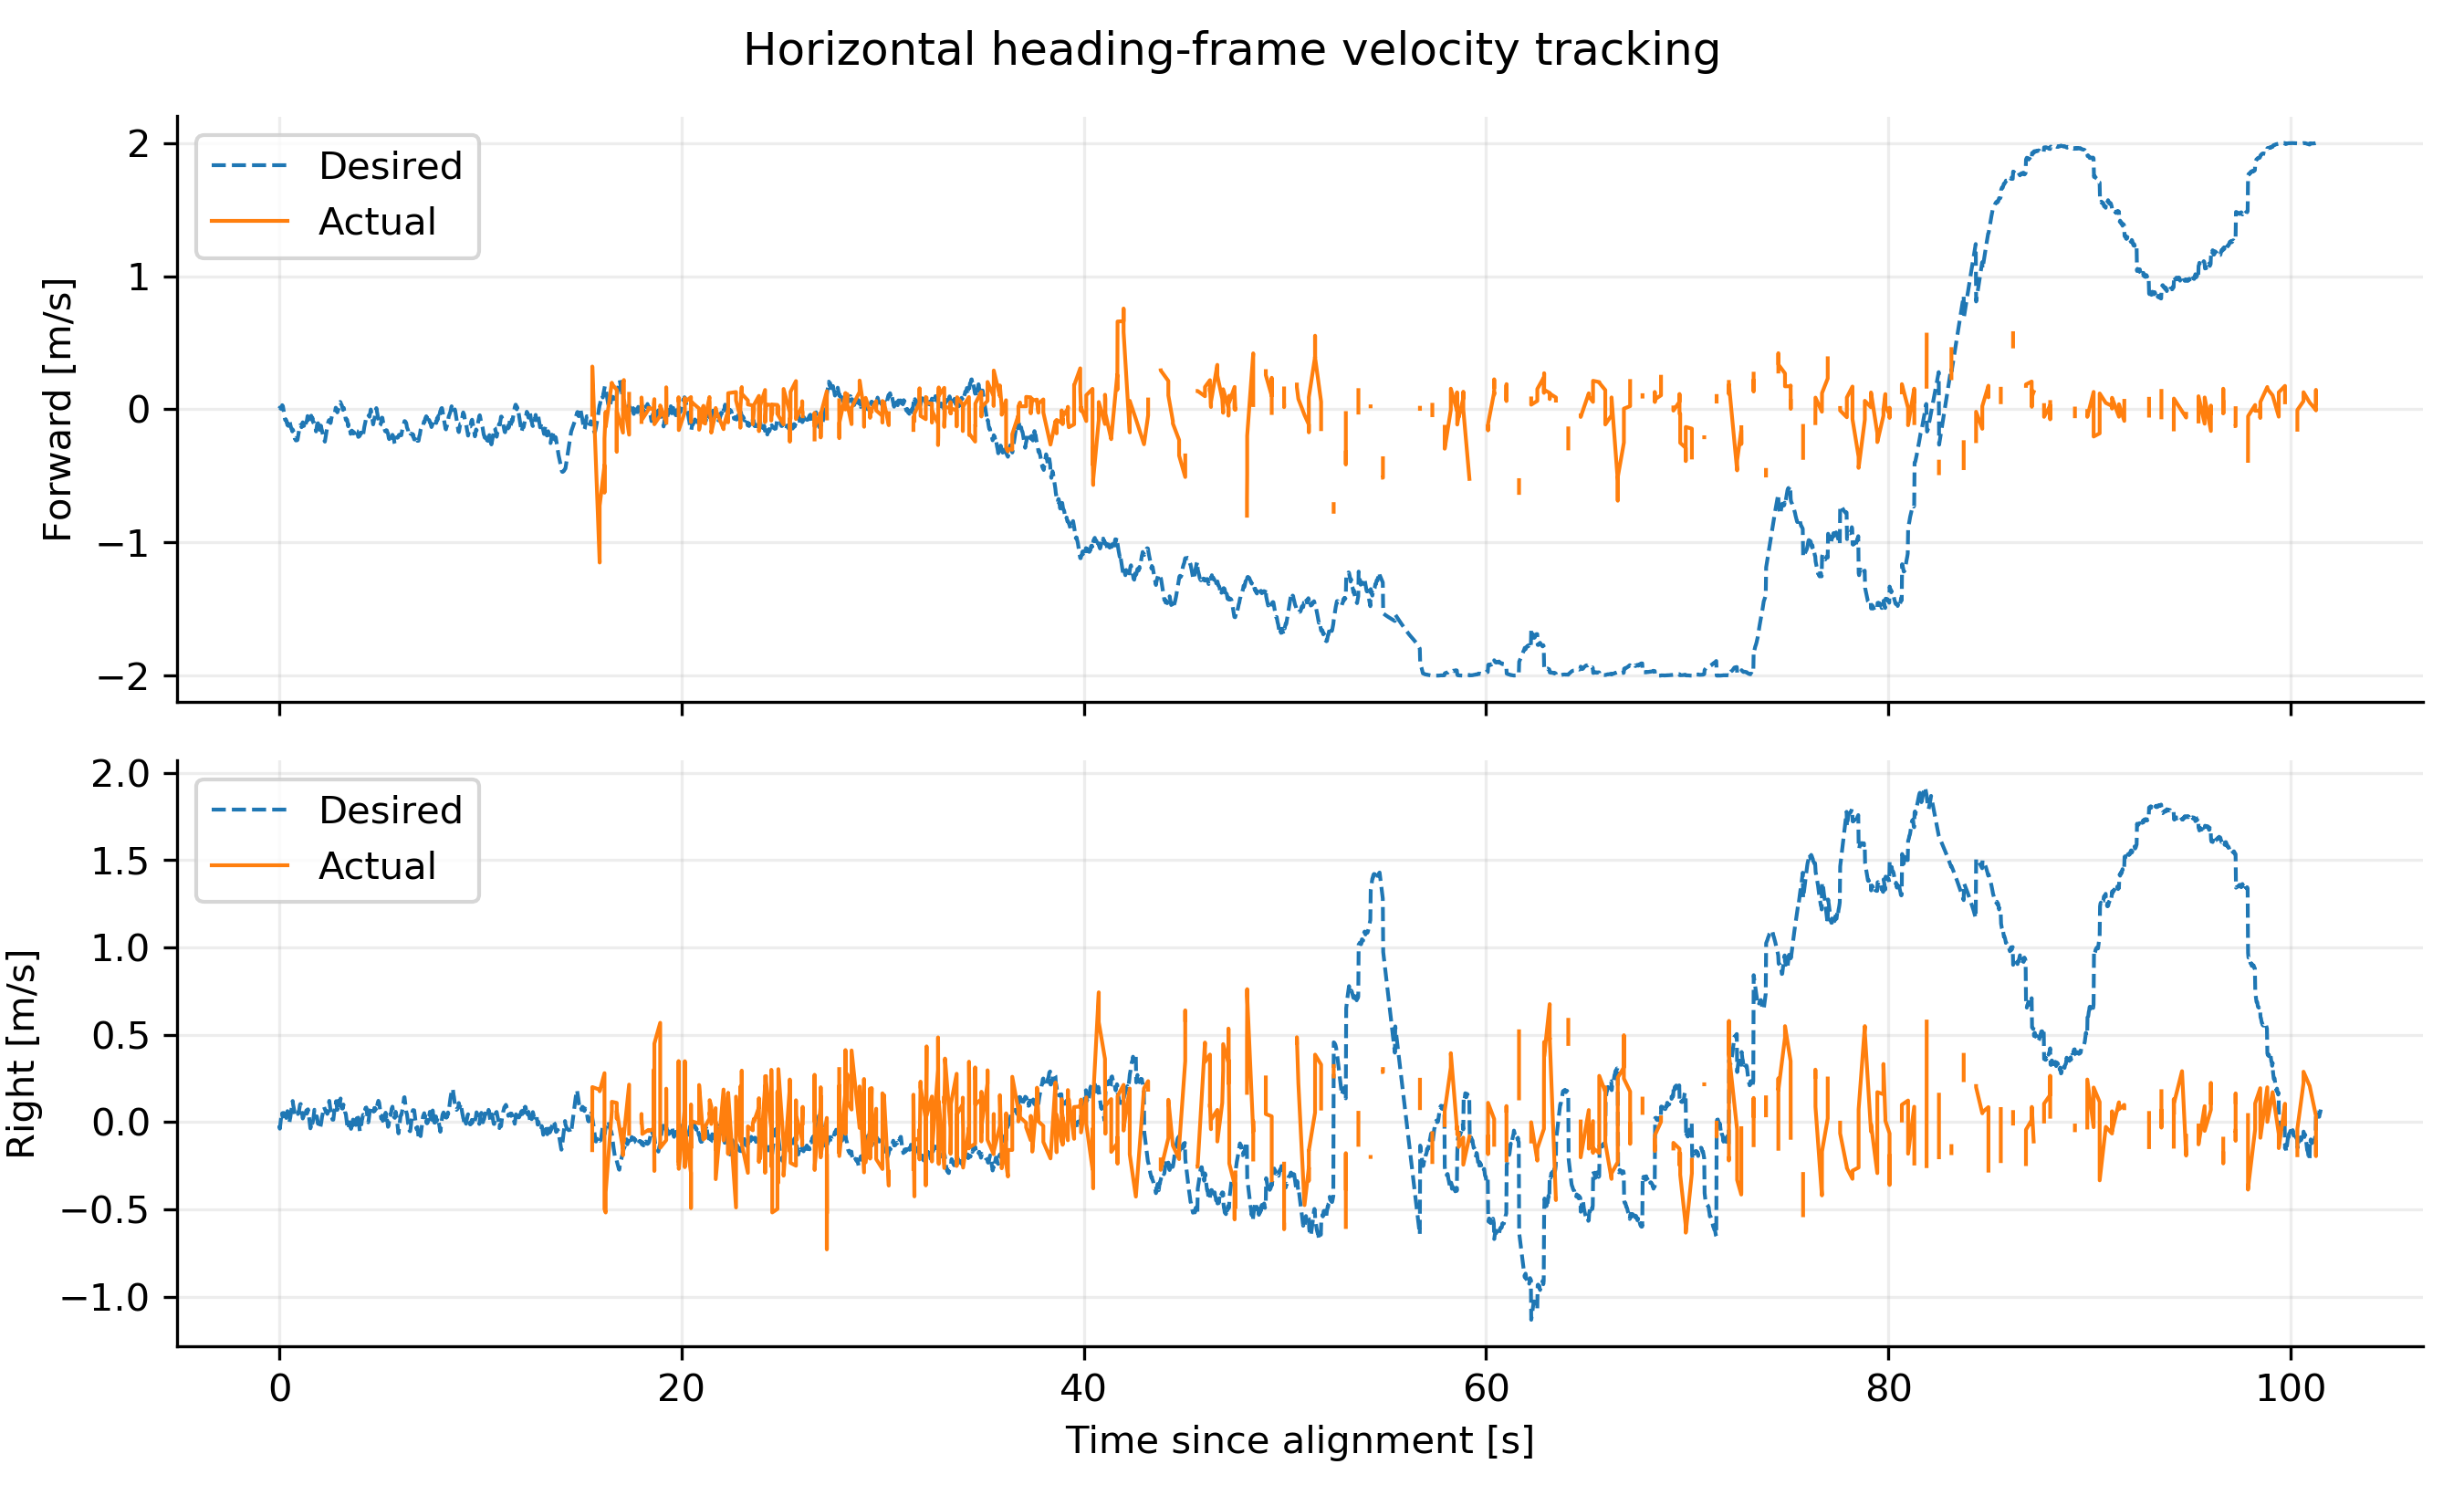 Horizontal heading-frame velocity tracking
Desired
Actual
Forward [m/s]
2
1
0
−1
−2
Desired
Actual
Right [m/s]
2.0
1.5
1.0
0.5
0.0
−0.5
−1.0
0 20 40 60 80 100
Time since alignment [s]